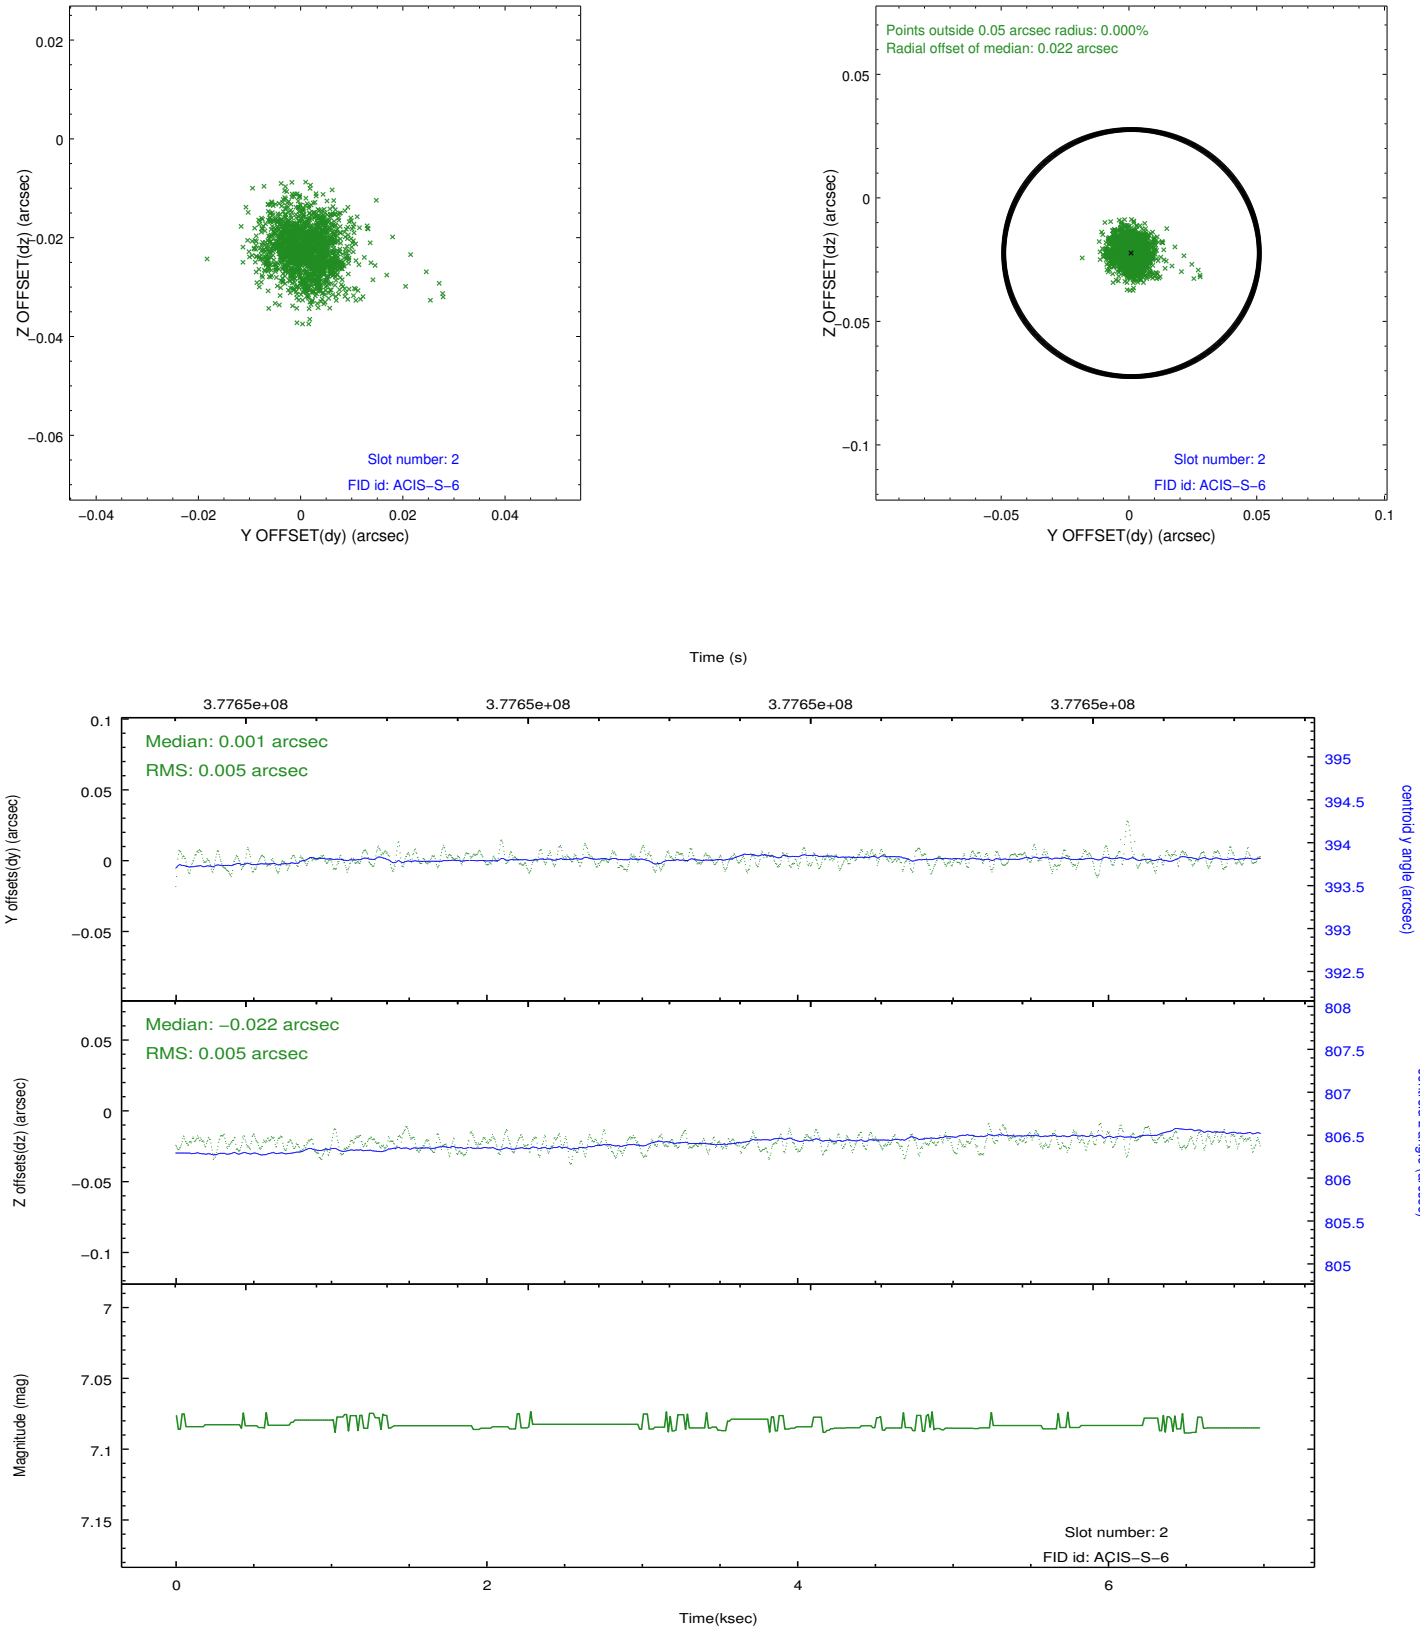 0.02
0
−0.02
−0.04
−0.06
Z OFFSET(dz) (arcsec)
Slot number: 2
FID id: ACIS−S−6
−0.04
−0.02
0
0.02
0.04
Y OFFSET(dy) (arcsec)
Points outside 0.05 arcsec radius: 0.000%
Radial offset of median: 0.022 arcsec
0.05
0
−0.05
−0.1
Z OFFSET(dz) (arcsec)
Slot number: 2
FID id: ACIS−S−6
−0.05
0
0.05
0.1
Y OFFSET(dy) (arcsec)
Time (s)
3.7765e+08
3.7765e+08
3.7765e+08
3.7765e+08
Median: 0.001 arcsec
RMS: 0.005 arcsec
0.1
0.05
0
−0.05
Y offsets(dy) (arcsec)
395
394.5
394
393.5
393
392.5
centroid y angle (arcsec)
Median: −0.022 arcsec
RMS: 0.005 arcsec
0.05
0
−0.05
−0.1
Z offsets(dz) (arcsec)
808
807.5
807
806.5
806
805.5
805
7
7.05
7.1
7.15
Magnitude (mag)
Slot number: 2
FID id: ACIS−S−6
0
2
4
6
Time(ksec)